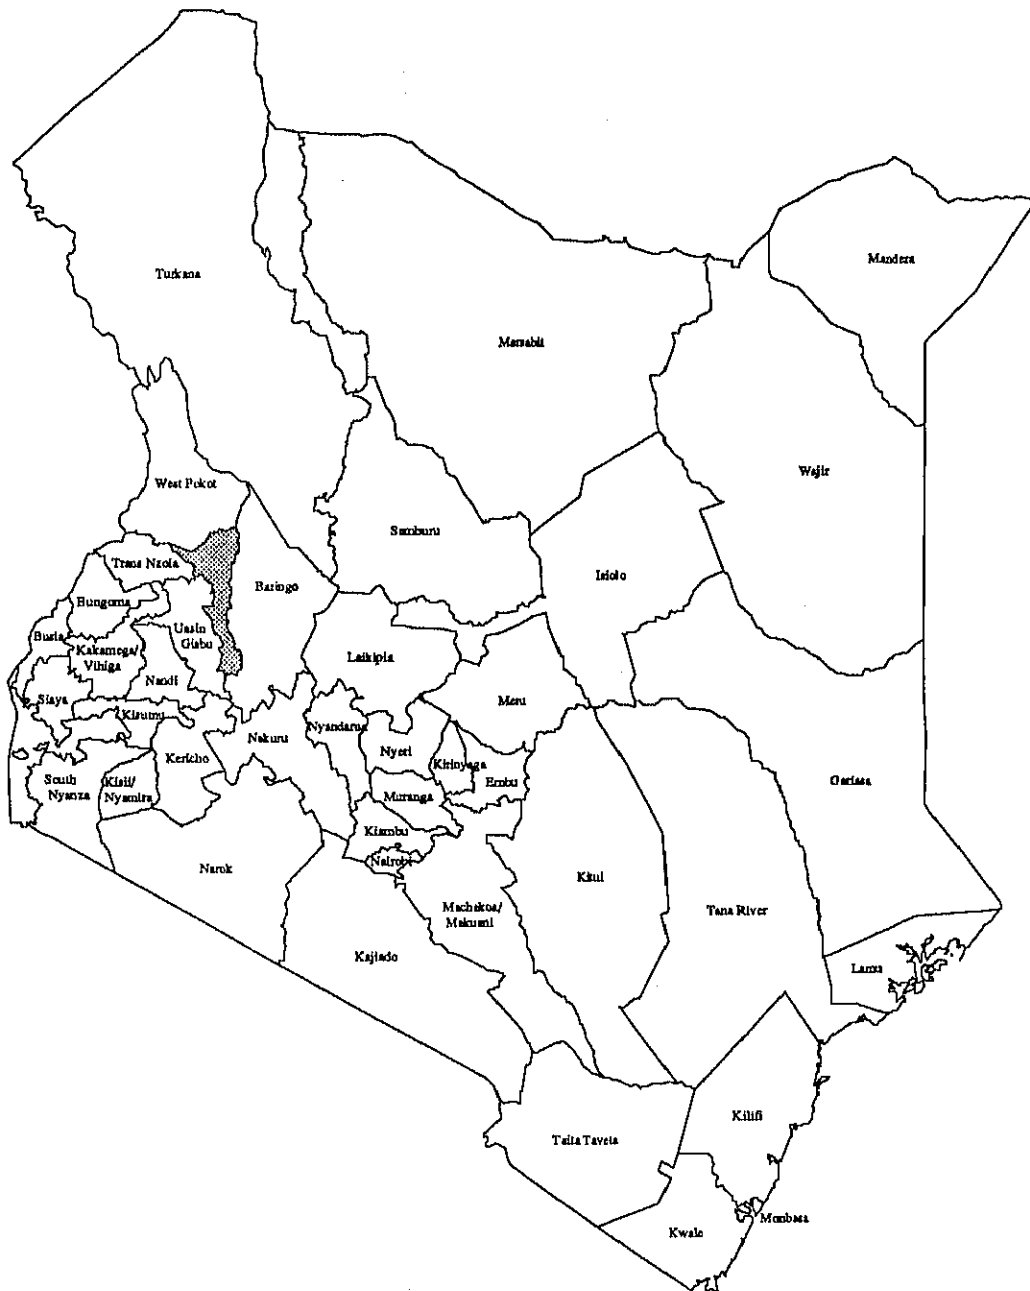 Turkana
Mandera
Marsabit
Wajir
West Pokot
Samburu
Trans Nzoia
Baringo
Isiolo
Bungoma
Busia
Uasin
Gishu
Kakamega/
Vihiga
Laikipia
Nandi
Siaya
Meru
Kisumu
Nyandarua
Nakuru
Nyeri
Kericho
Kirinyaga
South
Nyanza
Kisii/
Nyamira
Embu
Garissa
Muranga
Kiambu
Nairobi
Narok
Kitui
Machakos/
Makueni
Tana River
Kajiado
Lamu
Kilifi
Taita Taveta
Mombasa
Kwale